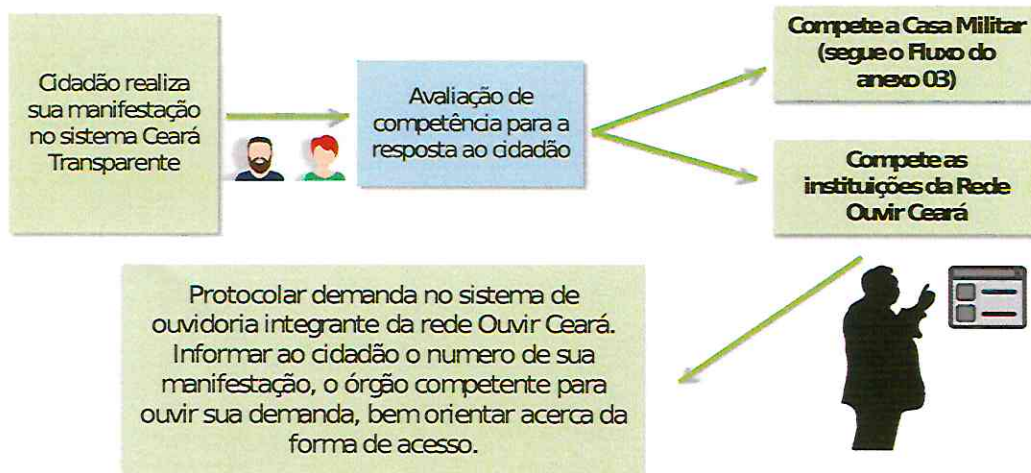 Cidadão realiza
sua manifestação
no sistema Ceará
Transparente
Avaliação de
competência para a
resposta ao cidadão
Compete a Casa Militar
(segue o Fluxo do
anexo 03)
Compete as
instituições da Rede
Ouvir Ceará
Protocolar demanda no sistema de
ouvidoria integrante da rede Ouvir Ceará.
Informar ao cidadão o numero de sua
manifestação, o órgão competente para
ouvir sua demanda, bem orientar acerca da
forma de acesso.